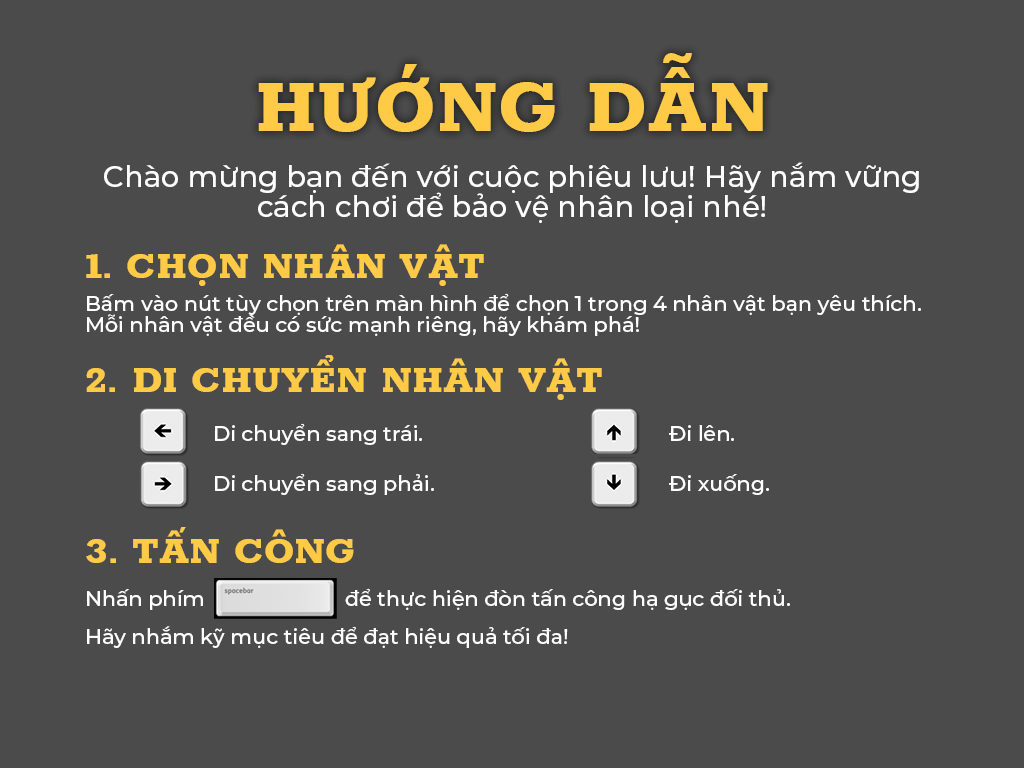 HƯỚNG DẪN
Chào mừng bạn đến với cuộc phiêu lưu! Hãy nắm vững
cách chơi để bảo vệ nhân loại nhé!
1. CHỌN NHÂN VẬT
Bấm vào nút tùy chọn trên màn hình để chọn 1 trong 4 nhân vật bạn yêu thích.
Mỗi nhân vật đều có sức mạnh riêng, hãy khám phá!
2. DI CHUYỂN NHÂN VẬT
← Di chuyển sang trái.
↑ Đi lên.
→ Di chuyển sang phải.
↓ Đi xuống.
3. TẤN CÔNG
Nhấn phím spacebar để thực hiện đòn tấn công hạ gục đối thủ.
Hãy nhắm kỹ mục tiêu để đạt hiệu quả tối đa!